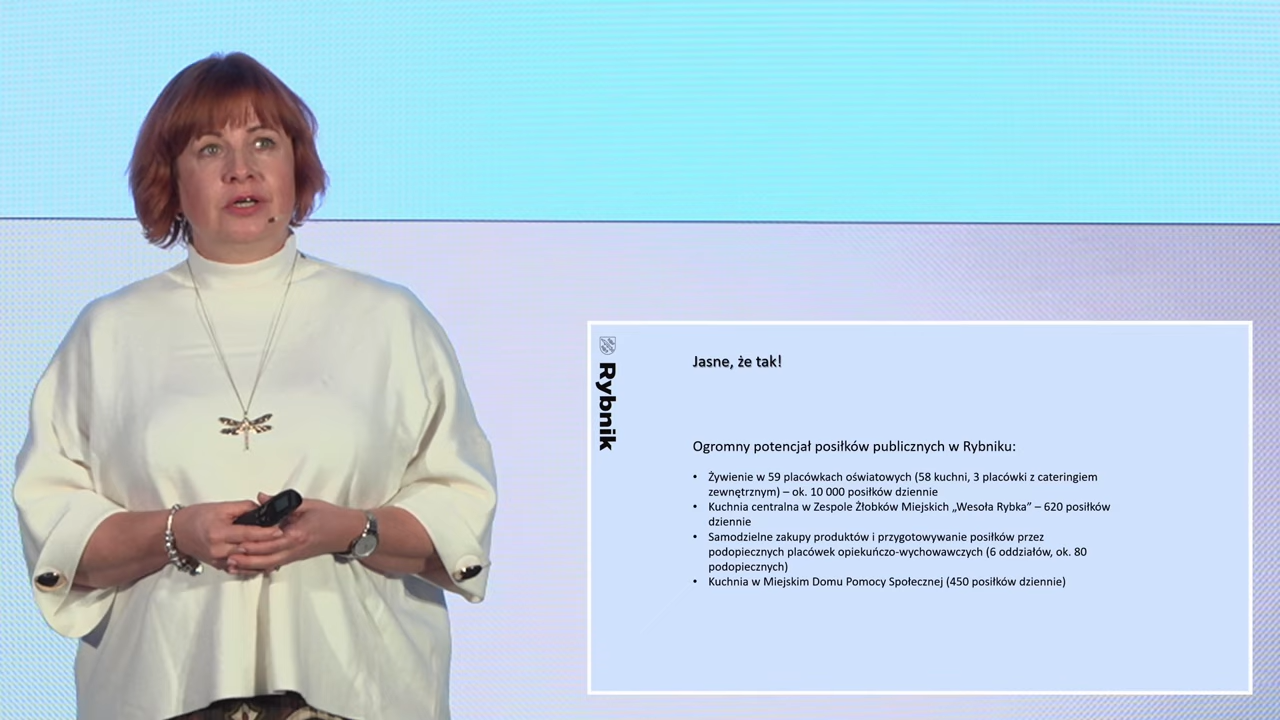 Rybnik
Jasne, że tak!
Ogromny potencjał posiłków publicznych w Rybniku:
• Żywienie w 59 placówkach oświatowych (58 kuchni, 3 placówki z cateringiem
zewnętrznym) – ok. 10 000 posiłków dziennie
• Kuchnia centralna w Zespole Żłobków Miejskich „Wesoła Rybka” – 620 posiłków
dziennie
• Samodzielne zakupy produktów i przygotowywanie posiłków przez
podopiecznych placówek opiekuńczo-wychowawczych (6 oddziałów, ok. 80
podopiecznych)
• Kuchnia w Miejskim Domu Pomocy Społecznej (450 posiłków dziennie)